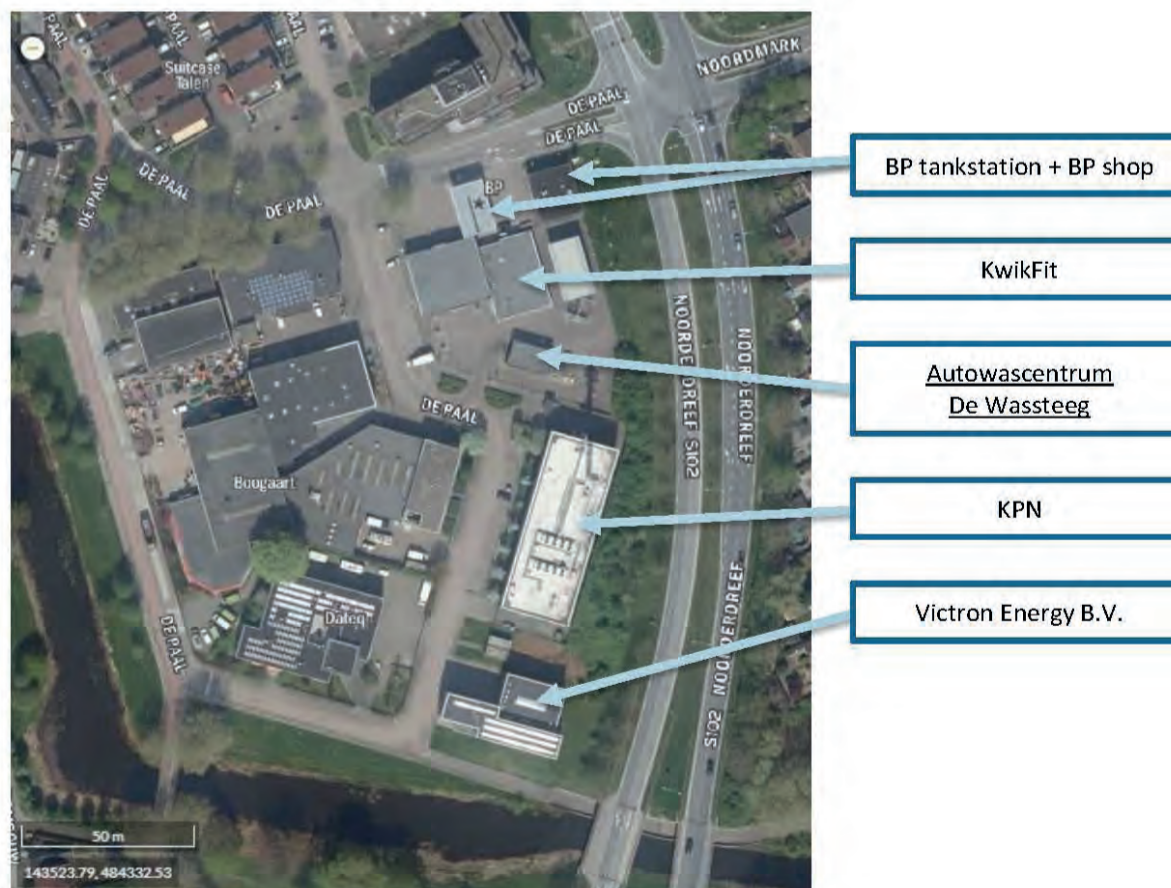 DE PAAL
Suitcase
Talen
NOORDMARK
DE PAAL
DE PAAL
DE PAAL
DE PAAL
DE PAAL
BP
BP tankstation + BP shop
KwikFit
Autowascentrum
De Wassteeg
KPN
Victron Energy B.V.
NOORDERDREEF S102
NOORDERDREEF
DE PAAL
Boogaart
Dateq
DE PAAL
S102 NOORDERDREEF
50 m
143523.79, 484332.53